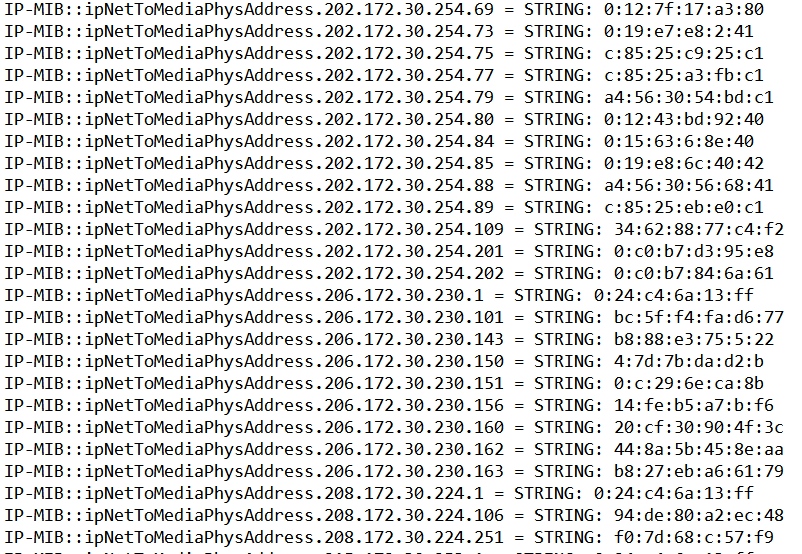 IP-MIB::ipNetToMediaPhysAddress.202.172.30.254.69 = STRING: 0:12:7f:17:a3:80
IP-MIB::ipNetToMediaPhysAddress.202.172.30.254.73 = STRING: 0:19:e7:e8:2:41
IP-MIB::ipNetToMediaPhysAddress.202.172.30.254.75 = STRING: c:85:25:c9:25:c1
IP-MIB::ipNetToMediaPhysAddress.202.172.30.254.77 = STRING: c:85:25:a3:fb:c1
IP-MIB::ipNetToMediaPhysAddress.202.172.30.254.79 = STRING: a4:56:30:54:bd:c1
IP-MIB::ipNetToMediaPhysAddress.202.172.30.254.80 = STRING: 0:12:43:bd:92:40
IP-MIB::ipNetToMediaPhysAddress.202.172.30.254.84 = STRING: 0:15:63:6:8e:40
IP-MIB::ipNetToMediaPhysAddress.202.172.30.254.85 = STRING: 0:19:e8:6c:40:42
IP-MIB::ipNetToMediaPhysAddress.202.172.30.254.88 = STRING: a4:56:30:56:68:41
IP-MIB::ipNetToMediaPhysAddress.202.172.30.254.89 = STRING: c:85:25:eb:e0:c1
IP-MIB::ipNetToMediaPhysAddress.202.172.30.254.109 = STRING: 34:62:88:77:c4:f2
IP-MIB::ipNetToMediaPhysAddress.202.172.30.254.201 = STRING: 0:c0:b7:d3:95:e8
IP-MIB::ipNetToMediaPhysAddress.202.172.30.254.202 = STRING: 0:c0:b7:84:6a:61
IP-MIB::ipNetToMediaPhysAddress.206.172.30.230.1 = STRING: 0:24:c4:6a:13:ff
IP-MIB::ipNetToMediaPhysAddress.206.172.30.230.101 = STRING: bc:5f:f4:fa:d6:77
IP-MIB::ipNetToMediaPhysAddress.206.172.30.230.143 = STRING: b8:88:e3:75:5:22
IP-MIB::ipNetToMediaPhysAddress.206.172.30.230.150 = STRING: 4:7d:7b:da:d2:b
IP-MIB::ipNetToMediaPhysAddress.206.172.30.230.151 = STRING: 0:c:29:6e:ca:8b
IP-MIB::ipNetToMediaPhysAddress.206.172.30.230.156 = STRING: 14:fe:b5:a7:b:f6
IP-MIB::ipNetToMediaPhysAddress.206.172.30.230.160 = STRING: 20:cf:30:90:4f:3c
IP-MIB::ipNetToMediaPhysAddress.206.172.30.230.162 = STRING: 44:8a:5b:45:8e:aa
IP-MIB::ipNetToMediaPhysAddress.206.172.30.230.163 = STRING: b8:27:eb:a6:61:79
IP-MIB::ipNetToMediaPhysAddress.208.172.30.224.1 = STRING: 0:24:c4:6a:13:ff
IP-MIB::ipNetToMediaPhysAddress.208.172.30.224.106 = STRING: 94:de:80:a2:ec:48
IP-MIB::ipNetToMediaPhysAddress.208.172.30.224.251 = STRING: f0:7d:68:c:57:f9